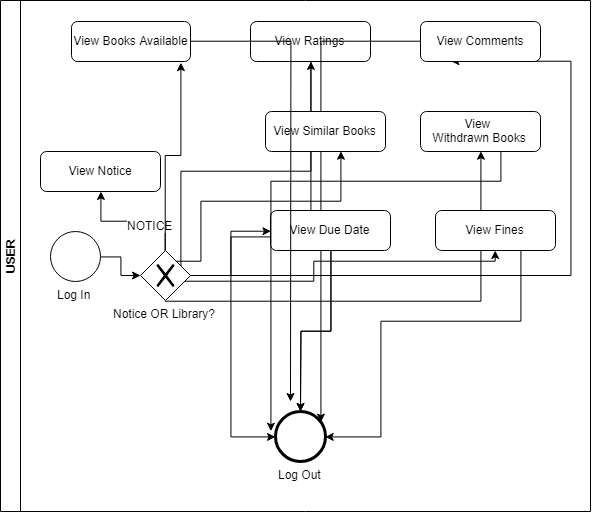 USER
View Books Available
View Ratings
View Comments
View Similar Books
View
Withdrawn Books
View Notice
NOTICE
View Due Date
View Fines
Log In
Notice OR Library?
Log Out